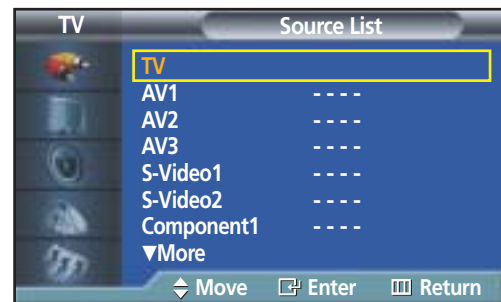 TV Source List
TV
AV1 - - - -
AV2 - - - -
AV3 - - - -
S-Video1 - - - -
S-Video2 - - - -
Component1 - - - -
▼More
Move Enter Return